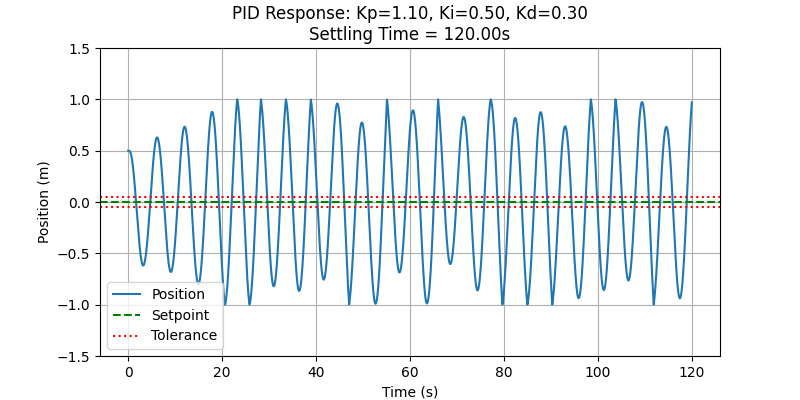 PID Response: Kp=1.10, Ki=0.50, Kd=0.30
Settling Time = 120.00s
1.5
1.0
0.5
0.0
−0.5
−1.0
−1.5
Position (m)
Position
Setpoint
Tolerance
0
20
40
60
80
100
120
Time (s)